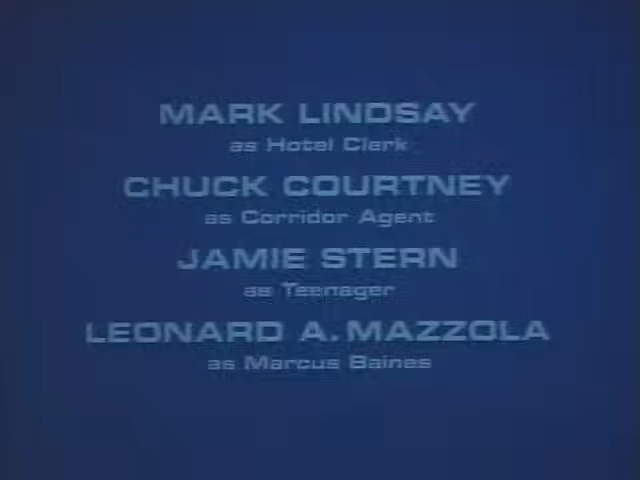 MARK LINDSAY
as Hotel Clerk
CHUCK COURTNEY
as Corridor Agent
JAMIE STERN
as Teenager
LEONARD A. MAZZOLA
as Marcus Baines